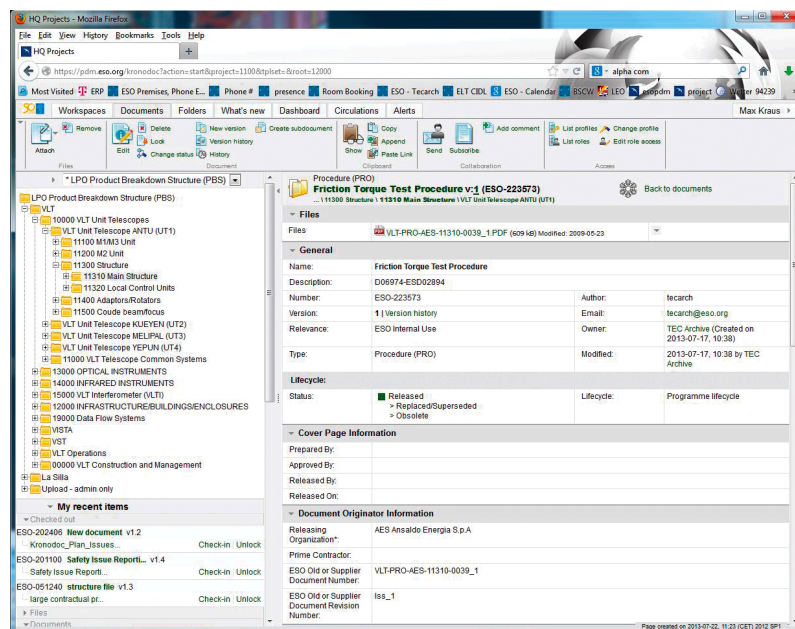 HQ Projects - Mozilla Firefox
File Edit View History Bookmarks Tools Help
HQ Projects +
https://pdm.eso.org/kronodoc?action=start&project=1100&tplset=&root=12000
8 - alpha com
Most Visited ERP ESO Premises, Phone E... Phone # presence Room Booking ESO - Tecarch ELT CIDL BSCW ESO - Calendar LEO esopdm project Wetter 94239
Workspaces Documents Folders What's new Dashboard Circulations Alerts Max Kraus
Attach Remove Edit Delete Lock Change status New version Version history History Create subdocument Show Copy Append Paste Link Send Subscribe Add comment List profiles Change profile List roles Edit role access
Files Document Clipboard Collaboration Access
* LPO Product Breakdown Structure (PBS)
LPO Product Breakdown Structure (PBS)
VLT
10000 VLT Unit Telescopes
VLT Unit Telescope ANTU (UT1)
11100 M1/M3 Unit
11200 M2 Unit
11300 Structure
11310 Main Structure
11320 Local Control Units
11400 Adaptors/Rotators
11500 Coude beam/focus
VLT Unit Telescope KUEYEN (UT2)
VLT Unit Telescope MELIPAL (UT3)
VLT Unit Telescope YEPUN (UT4)
11000 VLT Telescope Common Systems
13000 OPTICAL INSTRUMENTS
14000 INFRARED INSTRUMENTS
15000 VLT Interferometer (VLTI)
12000 INFRASTRUCTURE/BUILDINGS/ENCLOSURES
19000 Data Flow Systems
VISTA
VST
VLT Operations
00000 VLT Construction and Management
La Silla
Upload - admin only
My recent items
Checked out
ESO-202406 New document v1.2
Kronodoc_Plan_Issues... Check-in Unlock
ESO-201100 Safety Issue Reporti... v1.4
Safety Issue Reporti... Check-in Unlock
ESO-051240 structure file v1.3
large contractual pr... Check-in Unlock
Files
Documents
Procedure (PRO)
Friction Torque Test Procedure v:1 (ESO-223573)
... \ 11300 Structure \ 11310 Main Structure \ VLT Unit Telescope ANTU (UT1)
Back to documents
Files
Files VLT-PRO-AES-11310-0039_1.PDF (609 kB) Modified: 2009-05-23
General
Name: Friction Torque Test Procedure
Description: D06974-ESD02894
Number: ESO-223573 Author: tecarch
Version: 1 | Version history Email: tecarch@eso.org
Relevance: ESO Internal Use Owner: TEC Archive (Created on
2013-07-17, 10:38)
Type: Procedure (PRO) Modified: 2013-07-17, 10:38 by TEC
Archive
Lifecycle:
Status: Released Lifecycle: Programme lifecycle
> Replaced/Superseded
> Obsolete
Cover Page Information
Prepared By:
Approved By:
Released By:
Released On:
Document Originator Information
Releasing
Organization*: AES Ansaldo Energia S.p.A
Prime Contractor:
ESO Old or Supplier
Document Number: VLT-PRO-AES-11310-0039_1
ESO Old or Supplier
Document Revision
Number: Iss_1
Page created on 2013-07-22, 11:23 (CET) 2012 SP1